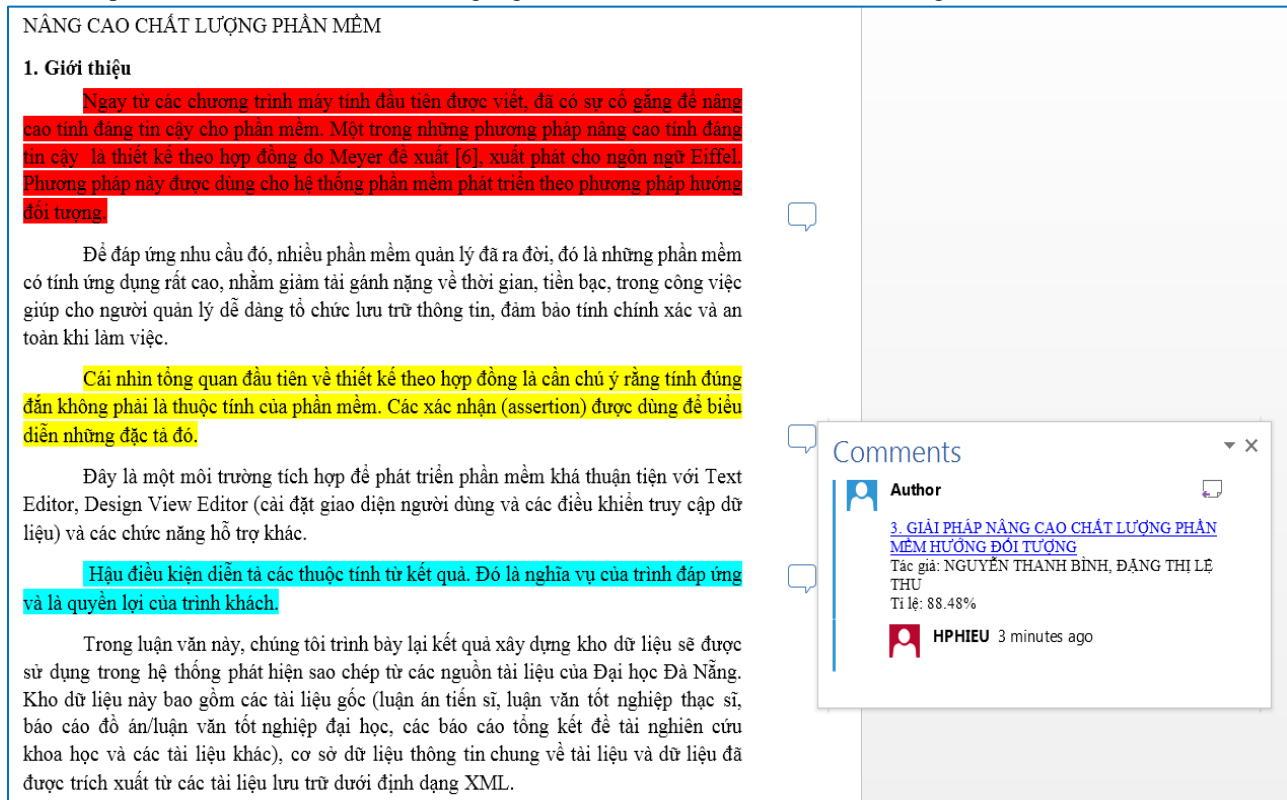 NÂNG CAO CHẤT LƯỢNG PHẦN MỀM
1. Giới thiệu
Ngay từ các chương trình máy tính đầu tiên được viết, đã có sự cố gắng để nâng
cao tính đáng tin cậy cho phần mềm. Một trong những phương pháp nâng cao tính đáng
tin cậy là thiết kế theo hợp đồng do Meyer đề xuất [6], xuất phát cho ngôn ngữ Eiffel.
Phương pháp này được dùng cho hệ thống phần mềm phát triển theo phương pháp hướng
đối tượng.
Để đáp ứng nhu cầu đó, nhiều phần mềm quản lý đã ra đời, đó là những phần mềm
có tính ứng dụng rất cao, nhằm giảm tải gánh nặng về thời gian, tiền bạc, trong công việc
giúp cho người quản lý dễ dàng tổ chức lưu trữ thông tin, đảm bảo tính chính xác và an
toàn khi làm việc.
Cái nhìn tổng quan đầu tiên về thiết kế theo hợp đồng là cần chú ý rằng tính đúng
đắn không phải là thuộc tính của phần mềm. Các xác nhận (assertion) được dùng để biểu
diễn những đặc tả đó.
Đây là một môi trường tích hợp để phát triển phần mềm khá thuận tiện với Text
Editor, Design View Editor (cài đặt giao diện người dùng và các điều khiển truy cập dữ
liệu) và các chức năng hỗ trợ khác.
Hậu điều kiện diễn tả các thuộc tính từ kết quả. Đó là nghĩa vụ của trình đáp ứng
và là quyền lợi của trình khách.
Trong luận văn này, chúng tôi trình bày lại kết quả xây dựng kho dữ liệu sẽ được
sử dụng trong hệ thống phát hiện sao chép từ các nguồn tài liệu của Đại học Đà Nẵng.
Kho dữ liệu này bao gồm các tài liệu gốc (luận án tiến sĩ, luận văn tốt nghiệp thạc sĩ,
báo cáo đồ án/luận văn tốt nghiệp đại học, các báo cáo tổng kết đề tài nghiên cứu
khoa học và các tài liệu khác), cơ sở dữ liệu thông tin chung về tài liệu và dữ liệu đã
được trích xuất từ các tài liệu lưu trữ dưới định dạng XML.
Comments
Author
3. GIẢI PHÁP NÂNG CAO CHẤT LƯỢNG PHẦN
MỀM HƯỚNG ĐỐI TƯỢNG
Tác giả: NGUYỄN THANH BÌNH, ĐẶNG THỊ LỆ
THU
Tỉ lệ: 88.48%
HPHIEU 3 minutes ago